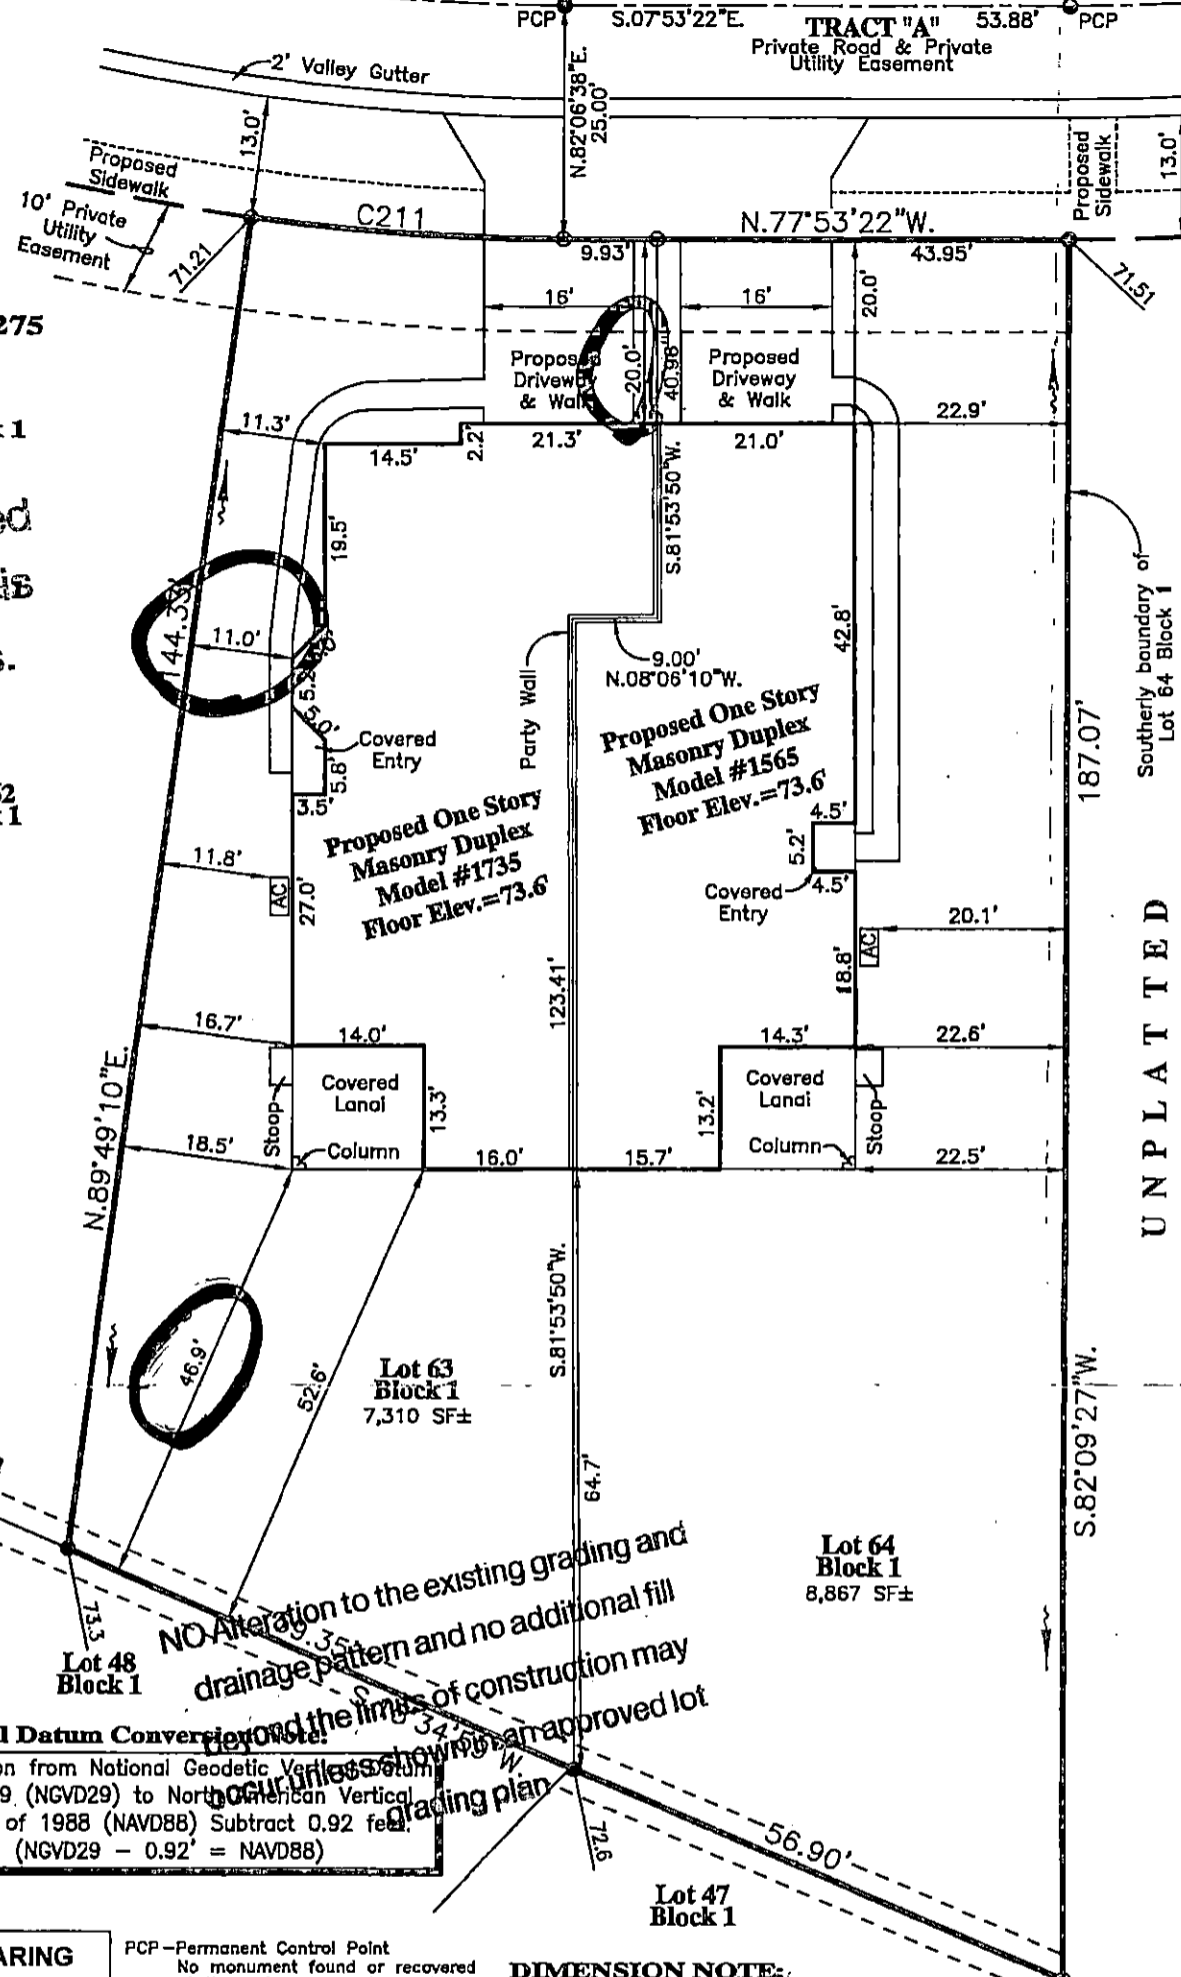 PCP
S.07°53'22"E.
53.88'
PCP
TRACT "A"
Private Road & Private
Utility Easement
2' Valley Gutter
N.82°06'38"E.
25.00'
13.0'
Proposed
Sidewalk
Proposed
Sidewalk
13.0'
10' Private
Utility
Easement
71.21
C211
N.77°53'22"W.
9.93'
43.95'
71.51
275
16'
16'
20.0'
20.0'
40.98'
Proposed
Driveway
& Walk
Proposed
Driveway
& Walk
11.3'
14.5'
2.2'
21.3'
21.0'
22.9'
:1
ed
S.81°53'50"W.
19.5'
Southerly boundary of
Lot 64 Block 1
144.33'
11.0'
5.2'
5.0'
42.8'
s.
Party Wall
9.00'
N.08°06'10"W.
Covered
Entry
5.8'
3.5'
Proposed One Story
Masonry Duplex
Model #1565
Floor Elev.=73.6'
187.07'
52
:1
Proposed One Story
Masonry Duplex
Model #1735
Floor Elev.=73.6'
4.5'
5.2'
4.5'
Covered
Entry
11.8'
AC
27.0'
20.1'
AC
18.8'
UNPLATTED
123.41'
16.7'
14.0'
14.3'
22.6'
Covered
Lanai
13.3'
13.2'
Covered
Lanai
Stoop
Stoop
N.89°49'10"E.
18.5'
Column
16.0'
15.7'
Column
22.5'
S.81°53'50"W.
46.9'
52.6'
Lot 63
Block 1
7,310 SF±
S.82°09'27"W.
64.7'
Lot 64
Block 1
8,867 SF±
73.3
Lot 48
Block 1
NO Alteration to the existing grading and
drainage pattern and no additional fill
beyond the limits of construction may
occur unless shown in an approved lot
grading plan
9.35'
l Datum Conversion Note:
on from National Geodetic Vertical Datum
9 (NGVD29) to North American Vertical
of 1988 (NAVD88) Subtract 0.92 feet.
(NGVD29 - 0.92' = NAVD88)
72.6
56.90'
Lot 47
Block 1
ARING
PCP-Permanent Control Point
No monument found or recovered
DIMENSION NOTE: